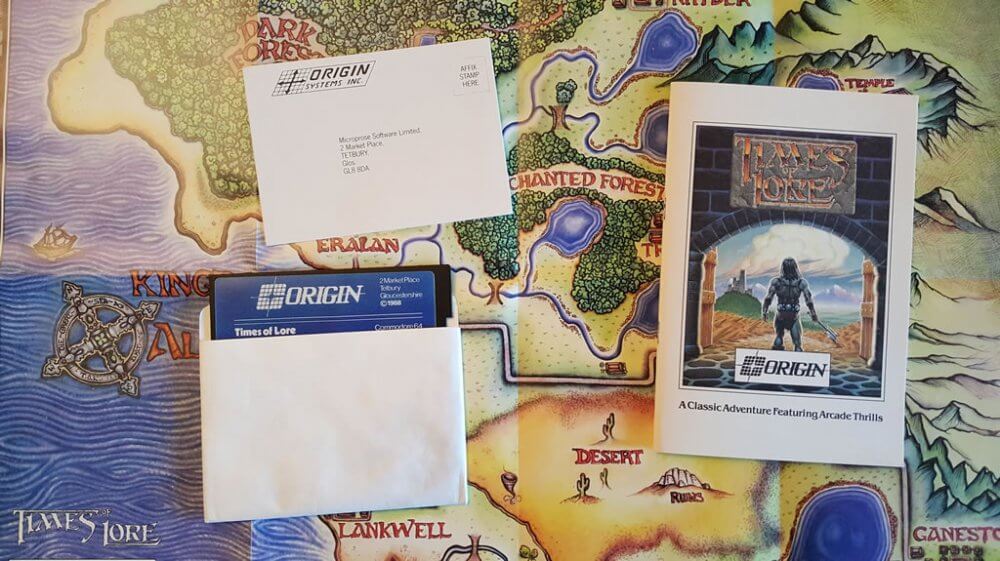 DARK
ORIGIN
SYSTEMS INC.
AFFIX
STAMP
HERE
Microprose Software Limited,
2 Market Place,
TETBURY,
Glos.
GL8 8DA
TEMPLE
TIMES
OF
LORE
ORIGIN
A Classic Adventure Featuring Arcade Thrills
CHANTED FOREST
ERALAN
KING
AL
ORIGIN
2 Market Place
Tetbury
Gloucestershire
©1988
Times of Lore
Commodore 64
DESERT
RUINS
TIMES OF LORE
LANKWELL
GANESTO